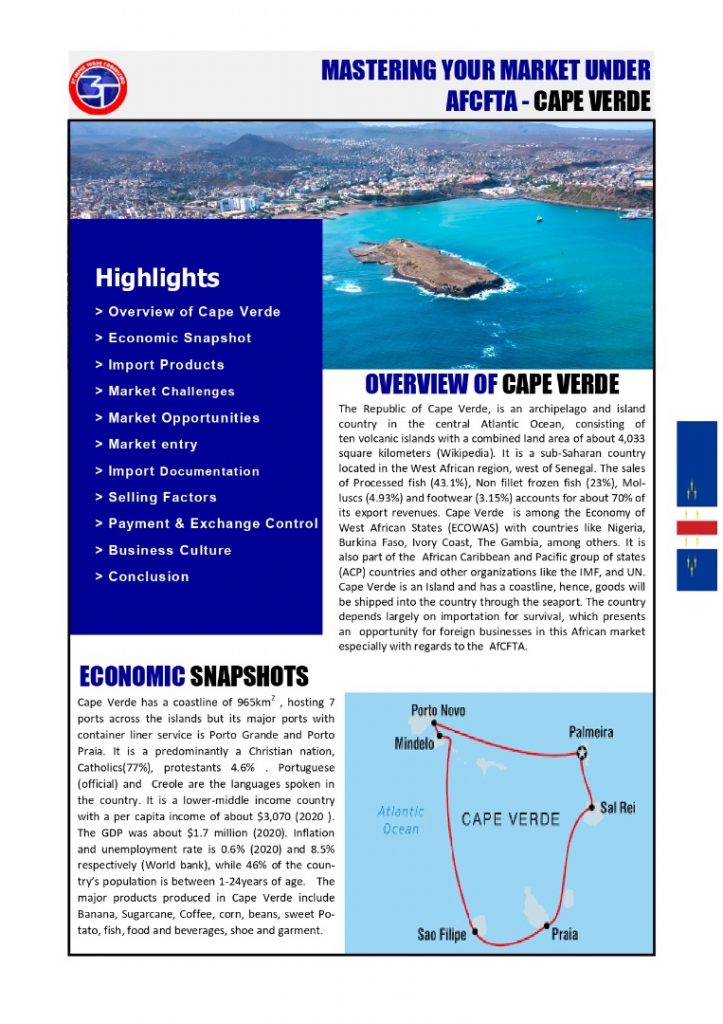 MASTERING YOUR MARKET UNDER
AFCFTA - CAPE VERDE
Highlights
> Overview of Cape Verde
> Economic Snapshot
> Import Products
> Market Challenges
> Market Opportunities
> Market entry
> Import Documentation
> Selling Factors
> Payment & Exchange Control
> Business Culture
> Conclusion
OVERVIEW OF CAPE VERDE
The Republic of Cape Verde, is an archipelago and island
country in the central Atlantic Ocean, consisting of
ten volcanic islands with a combined land area of about 4,033
square kilometers (Wikipedia). It is a sub-Saharan country
located in the West African region, west of Senegal. The sales
of Processed fish (43.1%), Non fillet frozen fish (23%), Mol-
luscs (4.93%) and footwear (3.15%) accounts for about 70% of
its export revenues. Cape Verde is among the Economy of
West African States (ECOWAS) with countries like Nigeria,
Burkina Faso, Ivory Coast, The Gambia, among others. It is
also part of the African Caribbean and Pacific group of states
(ACP) countries and other organizations like the IMF, and UN.
Cape Verde is an Island and has a coastline, hence, goods will
be shipped into the country through the seaport. The country
depends largely on importation for survival, which presents
an opportunity for foreign businesses in this African market
especially with regards to the AfCFTA.
ECONOMIC SNAPSHOTS
Cape Verde has a coastline of 965km² , hosting 7
ports across the islands but its major ports with
container liner service is Porto Grande and Porto
Praia. It is a predominantly a Christian nation,
Catholics(77%), protestants 4.6% . Portuguese
(official) and Creole are the languages spoken in
the country. It is a lower-middle income country
with a per capita income of about $3,070 (2020 ).
The GDP was about $1.7 million (2020). Inflation
and unemployment rate is 0.6% (2020) and 8.5%
respectively (World bank), while 46% of the coun-
try's population is between 1-24years of age. The
major products produced in Cape Verde include
Banana, Sugarcane, Coffee, corn, beans, sweet Po-
tato, fish, food and beverages, shoe and garment.
Porto Novo
Mindelo
Palmeira
Atlantic
Ocean
CAPE VERDE
Sal Rei
Sao Filipe
Praia